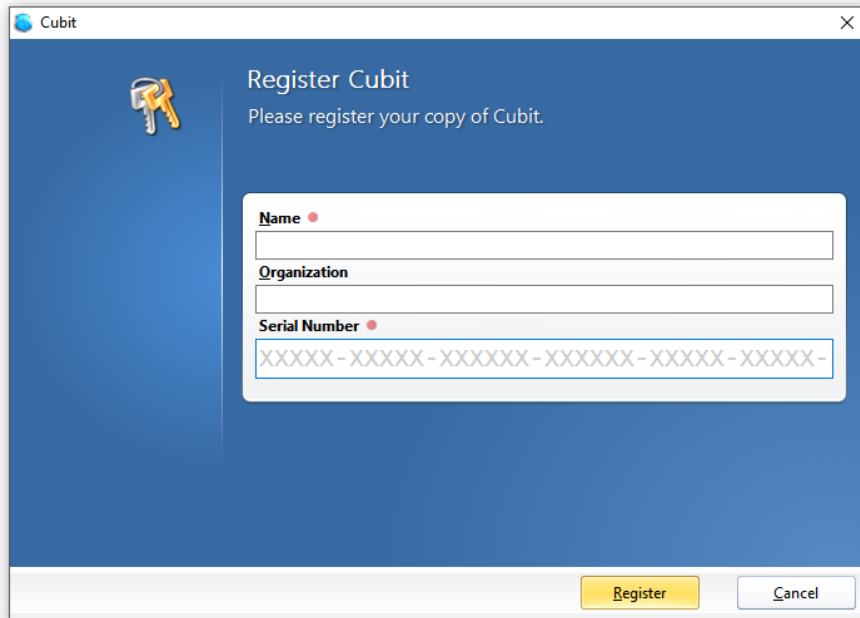 Cubit
Register Cubit
Please register your copy of Cubit.
Name
Organization
Serial Number
XXXXX-XXXXX-XXXXXX-XXXXXX-XXXXX-XXXXX-
Register
Cancel